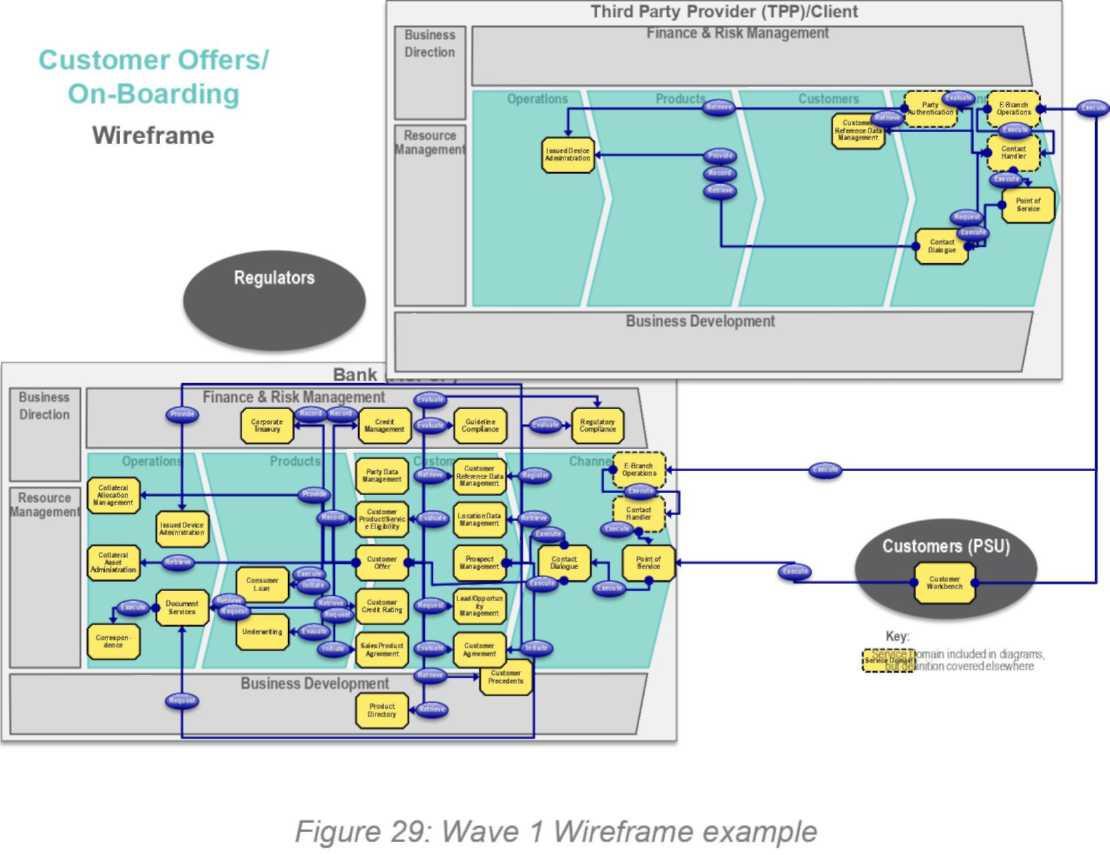 Customer Offers/
On-Boarding
Wireframe
Third Party Provider (TPP)/Client
Business
Direction
Finance & Risk Management
Operations
Products
Customers
Resource
Management
Party
Authentication
Evaluate
E-Branch
Operations
Execute
Retrieve
Retrieve
Customer
Reference Data
Management
Execute
Contact
Handler
Issued Device
Administration
Provide
Record
Retrieve
Execute
Point of
Service
Request
Execute
Contact
Dialogue
Business Development
Regulators
Bank
Business
Direction
Finance & Risk Management
Provide
Corporate
Treasury
Record
Record
Credit
Management
Evaluate
Evaluate
Guideline
Compliance
Evaluate
Regulatory
Compliance
Operations
Products
Custom
Channe
Resource
Management
Collateral
Allocation
Management
Provide
Party Data
Management
Retrieve
Customer
Reference Data
Management
Register
E-Branch
Operations
Execute
Execute
Issued Device
Administration
Record
Customer
Product/Servic
e Eligibility
Evaluate
Location Data
Management
Retrieve
Execute
Contact
Handler
Execute
Collateral
Asset
Administration
Retrieve
Customer
Offer
Prospect
Management
Contact
Dialogue
Execute
Execute
Point of
Service
Execute
Customers (PSU)
Customer
Workbench
Consumer
Loan
Execute
Initiate
Execute
Document
Services
Retrieve
Request
Retrieve
Request
Customer
Credit Rating
Request
Lead/Opportun
ity
Management
Correspon-
dence
Underwriting
Evaluate
Initiate
Sales Product
Agreement
Evaluate
Customer
Agreement
Initiate
Business Development
Retrieve
Customer
Precedents
Request
Product
Directory
Retrieve
Key:
Service Domain included in diagrams,
but definition covered elsewhere
Service Domain
Figure 29: Wave 1 Wireframe example